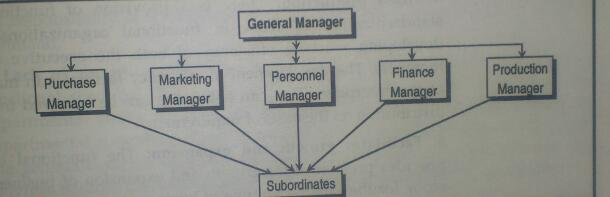 General Manager
Purchase
Manager
Marketing
Manager
Personnel
Manager
Finance
Manager
Production
Manager
Subordinates